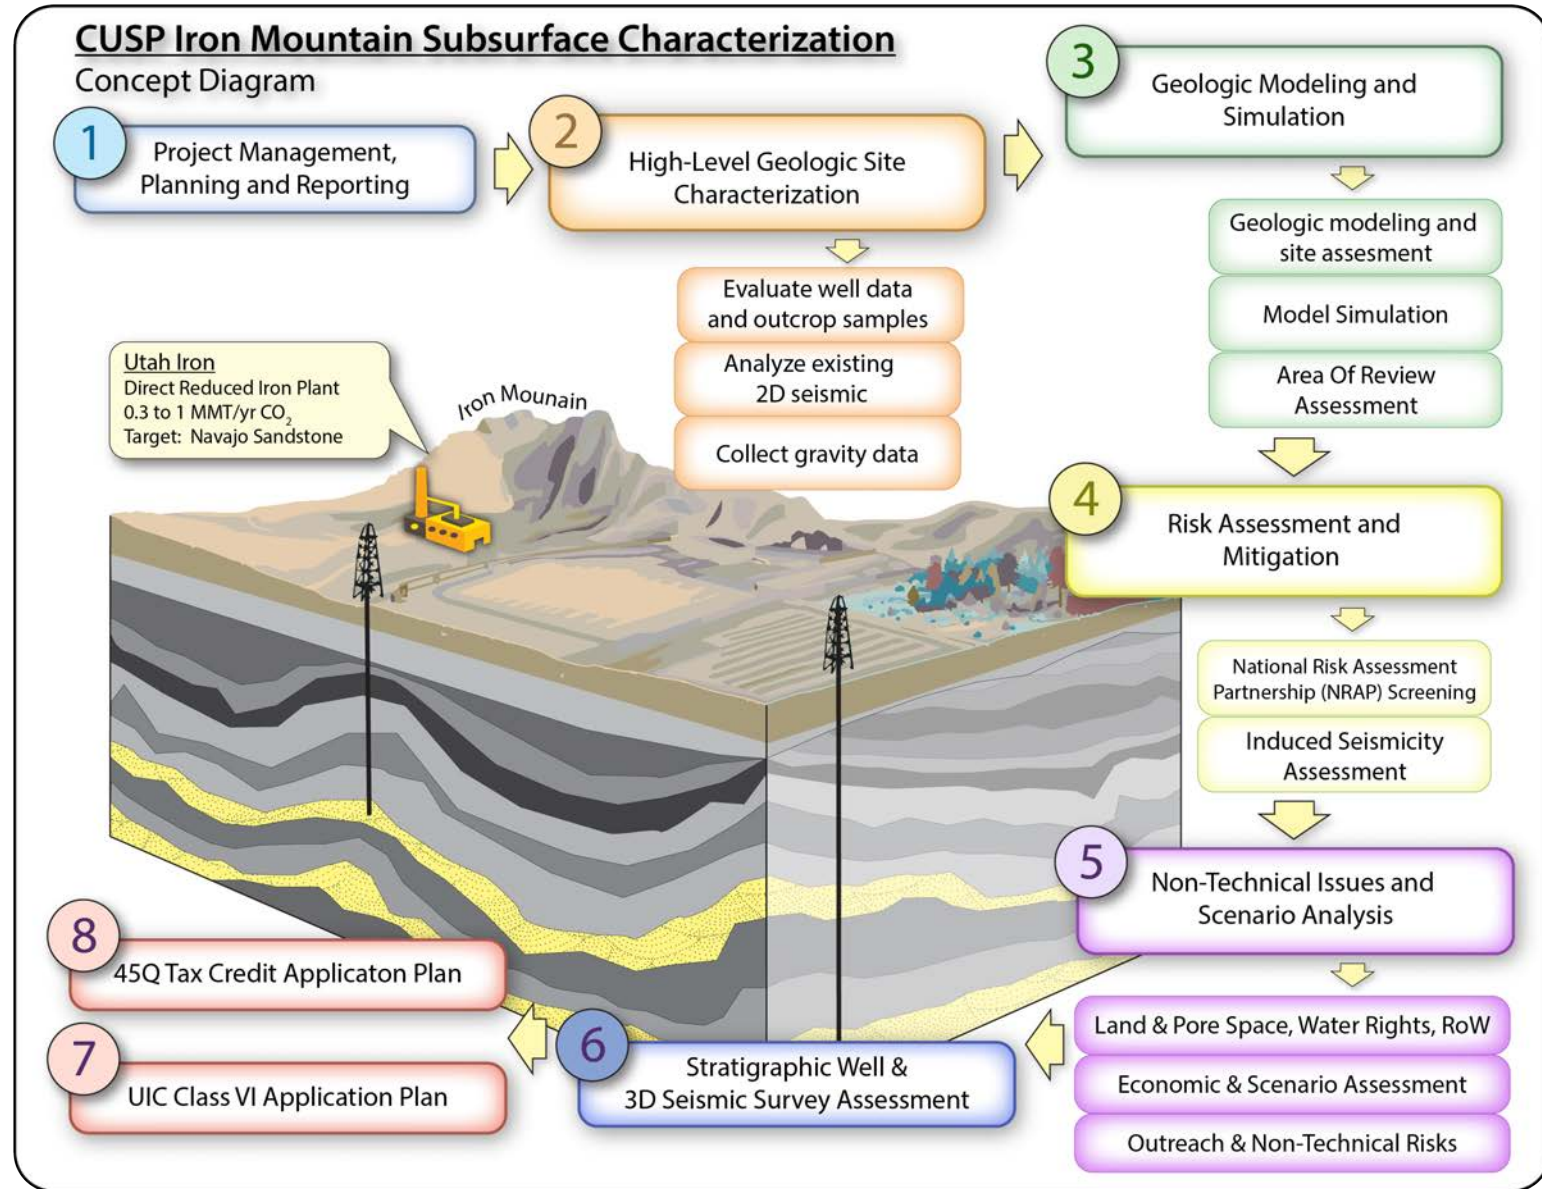 CUSP Iron Mountain Subsurface Characterization
Concept Diagram
1
Project Management,
Planning and Reporting
2
High-Level Geologic Site
Characterization
Evaluate well data
and outcrop samples
Analyze existing
2D seismic
Collect gravity data
3
Geologic Modeling and
Simulation
Geologic modeling and
site assesment
Model Simulation
Area Of Review
Assessment
Utah Iron
Direct Reduced Iron Plant
0.3 to 1 MMT/yr CO₂
Target: Navajo Sandstone
Iron Mounain
4
Risk Assessment and
Mitigation
National Risk Assessment
Partnership (NRAP) Screening
Induced Seismicity
Assessment
5
Non-Technical Issues and
Scenario Analysis
Land & Pore Space, Water Rights, RoW
Economic & Scenario Assessment
Outreach & Non-Technical Risks
6
Stratigraphic Well &
3D Seismic Survey Assessment
7
UIC Class VI Application Plan
8
45Q Tax Credit Applicaton Plan